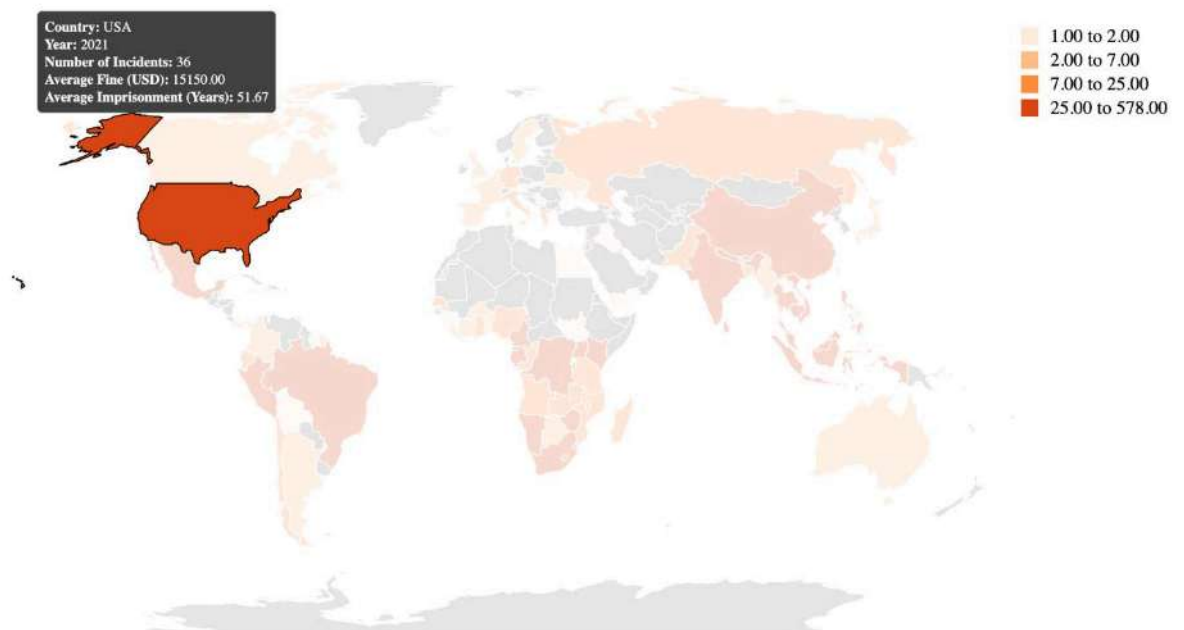 Country: USA
Year: 2021
Number of Incidents: 36
Average Fine (USD): 15150.00
Average Imprisonment (Years): 51.67
1.00 to 2.00
2.00 to 7.00
7.00 to 25.00
25.00 to 578.00